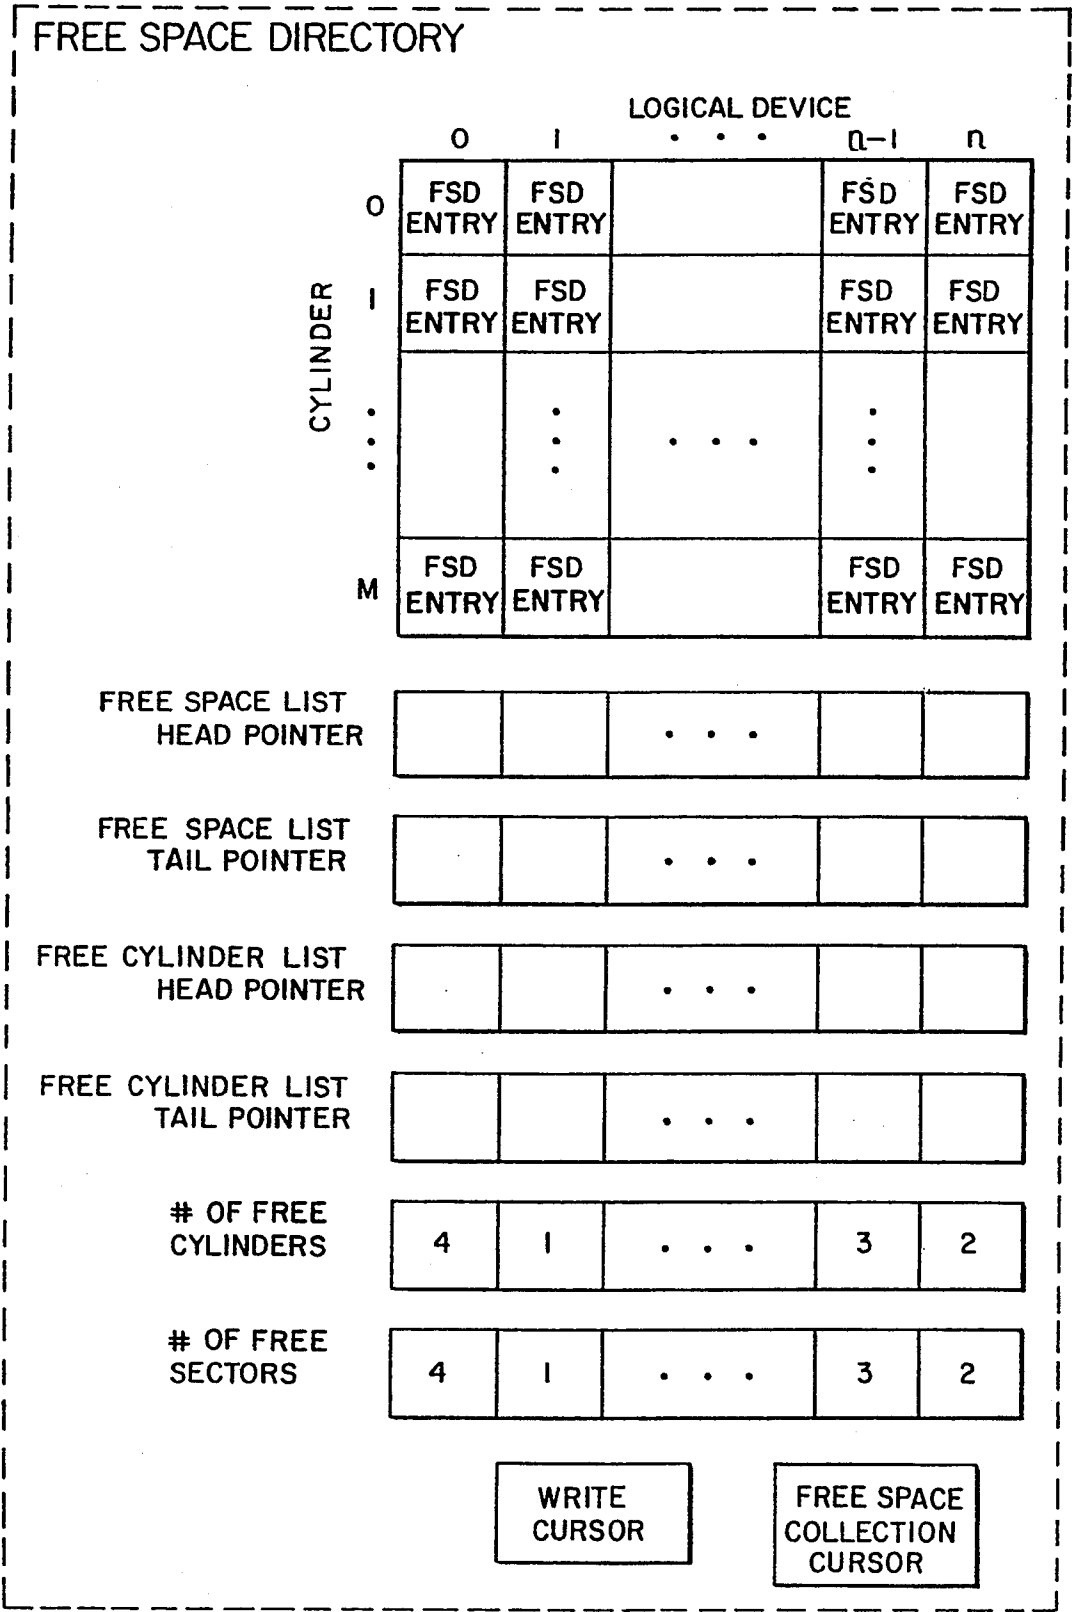 FREE SPACE DIRECTORY
LOGICAL DEVICE
0 1 . . . n-1 n
0 FSD FSD FSD FSD
ENTRY ENTRY ENTRY ENTRY
CYLINDER
1 FSD FSD FSD FSD
ENTRY ENTRY ENTRY ENTRY
. . .
M FSD FSD FSD FSD
ENTRY ENTRY ENTRY ENTRY
FREE SPACE LIST
HEAD POINTER . . .
FREE SPACE LIST
TAIL POINTER . . .
FREE CYLINDER LIST
HEAD POINTER . . .
FREE CYLINDER LIST
TAIL POINTER . . .
# OF FREE
CYLINDERS 4 1 . . . 3 2
# OF FREE
SECTORS 4 1 . . . 3 2
WRITE
CURSOR
FREE SPACE
COLLECTION
CURSOR